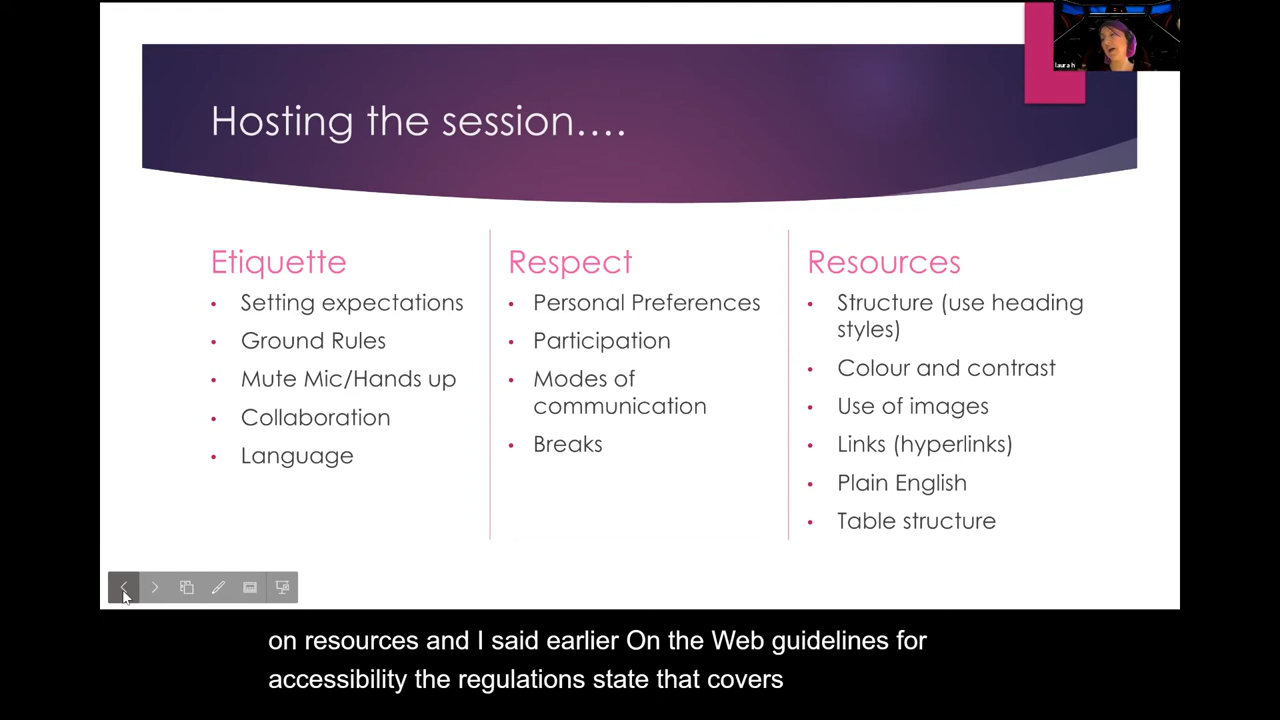 laura h
Hosting the session....
Etiquette
• Setting expectations
• Ground Rules
• Mute Mic/Hands up
• Collaboration
• Language
Respect
• Personal Preferences
• Participation
• Modes of
communication
• Breaks
Resources
• Structure (use heading
styles)
• Colour and contrast
• Use of images
• Links (hyperlinks)
• Plain English
• Table structure
on resources and I said earlier On the Web guidelines for
accessibility the regulations state that covers